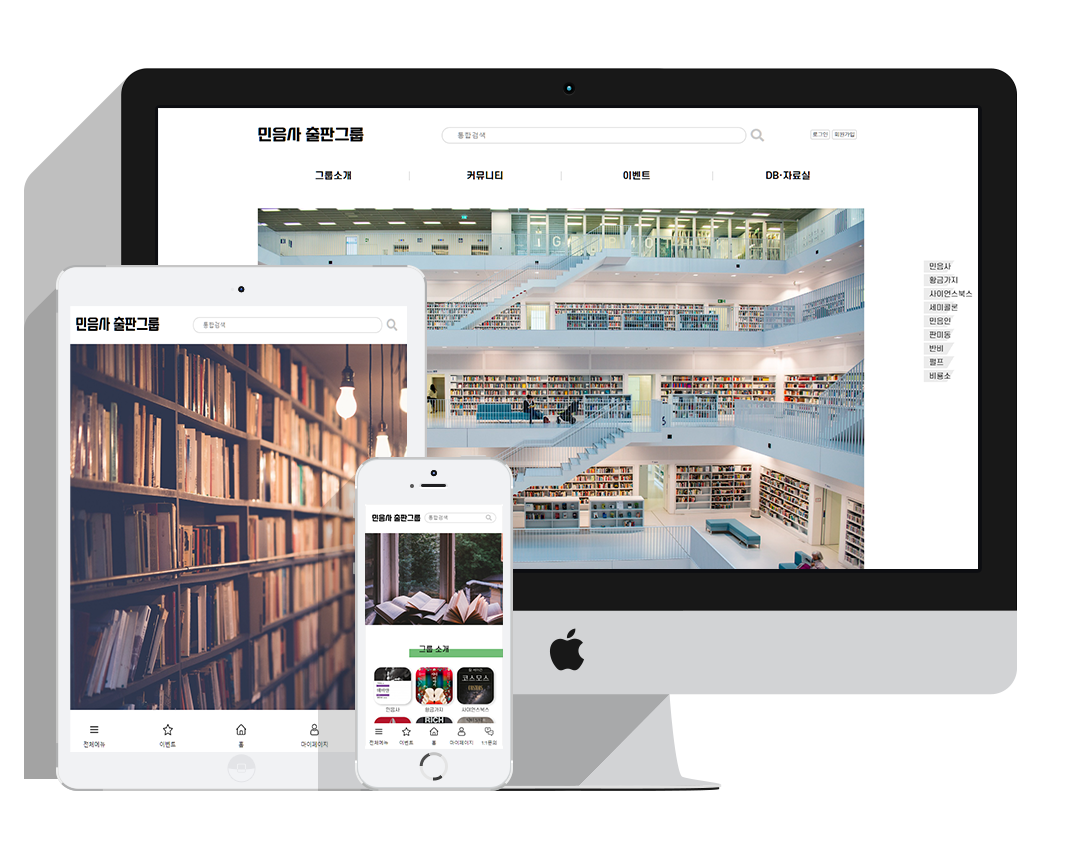 민음사 출판그룹
통합검색
로그인 회원가입
그룹소개 커뮤니티 이벤트 DB·자료실
민음사
황금가지
사이언스북스
세미콜론
민음인
판미동
반비
펄프
비룡소
민음사 출판그룹
통합검색
전체메뉴 이벤트 홈 마이페이지
민음사 출판그룹
통합검색
그룹 소개
코스모스
민음사 황금가지 사이언스북스
RICH
전체메뉴 이벤트 홈 마이페이지 1:1문의